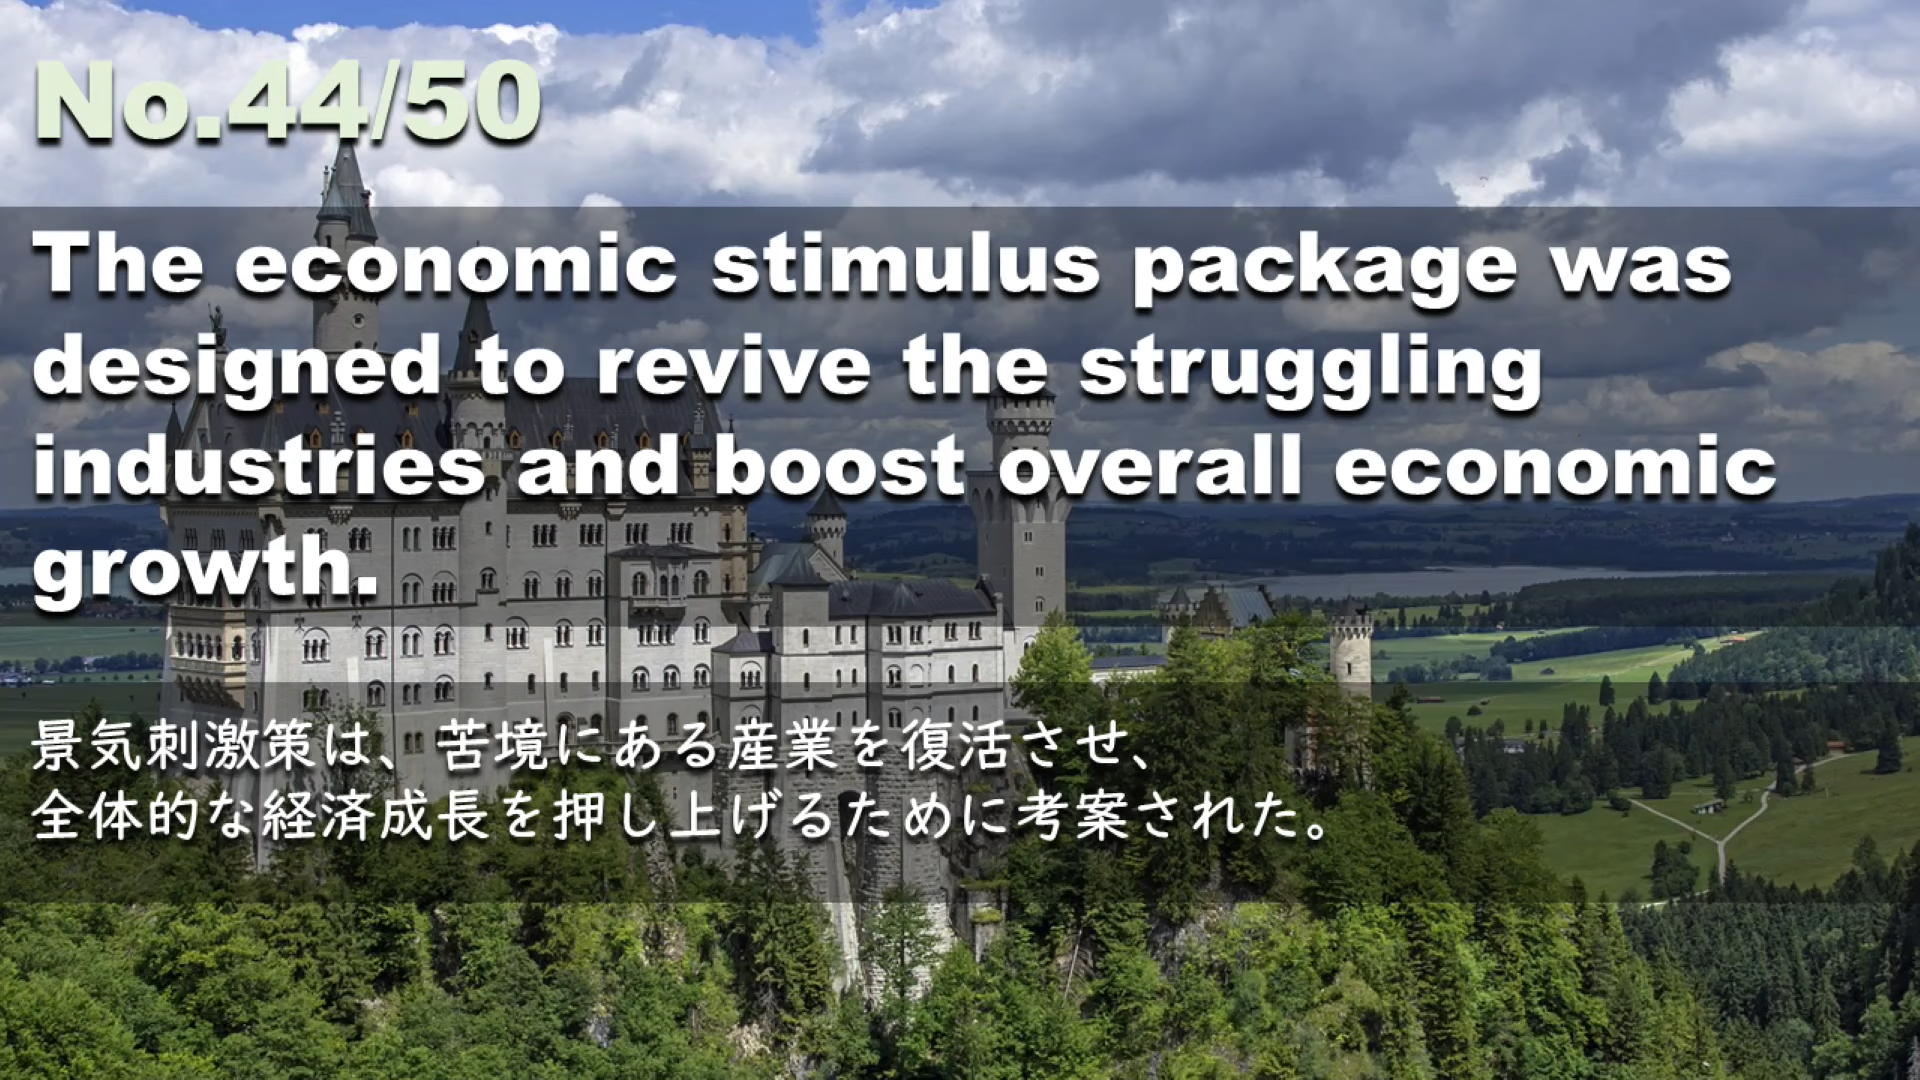 No.44/50
The economic stimulus package was
designed to revive the struggling
industries and boost overall economic
growth.
景気刺激策は、苦境にある産業を復活させ、
全体的な経済成長を押し上げるために考案された。